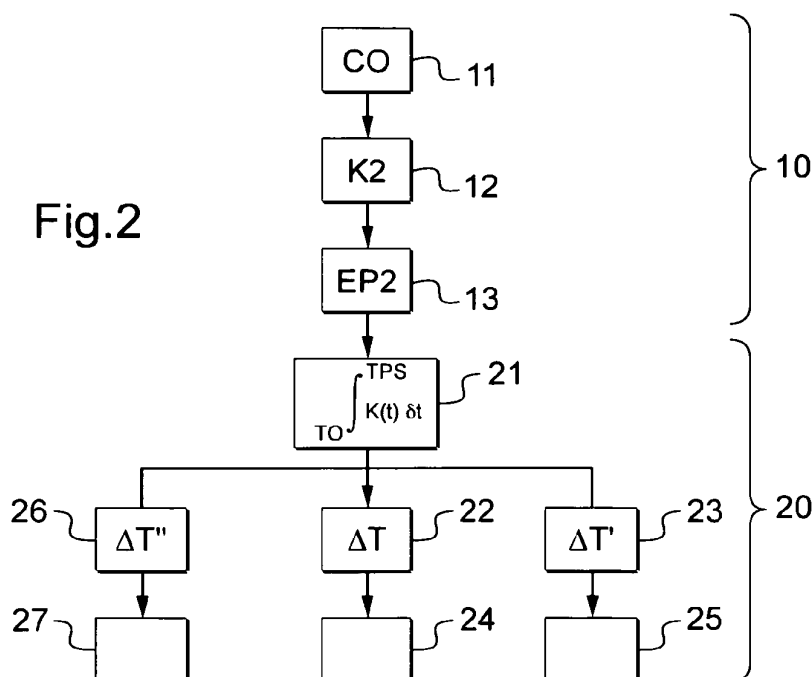 CO
11
K2
12
10
Fig.2
EP2
13
TPS
21
K(t) δt
TO
26
ΔT"
22
ΔT
23
ΔT'
20
27
24
25